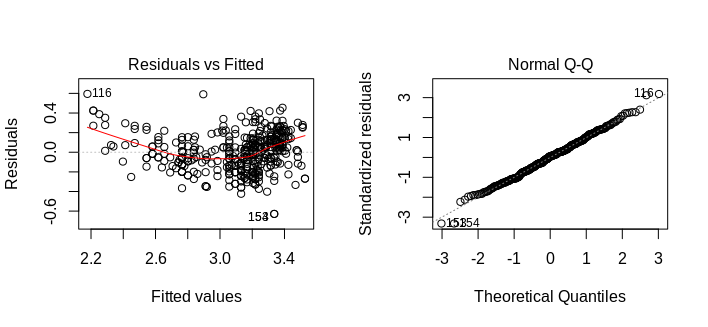 Residuals vs Fitted
Residuals
0.4
0.0
-0.6
116
154
2.2 2.6 3.0 3.4
Fitted values
Normal Q-Q
Standardized residuals
3
1
-1
-3
116
153
154
-3 -2 -1 0 1 2 3
Theoretical Quantiles